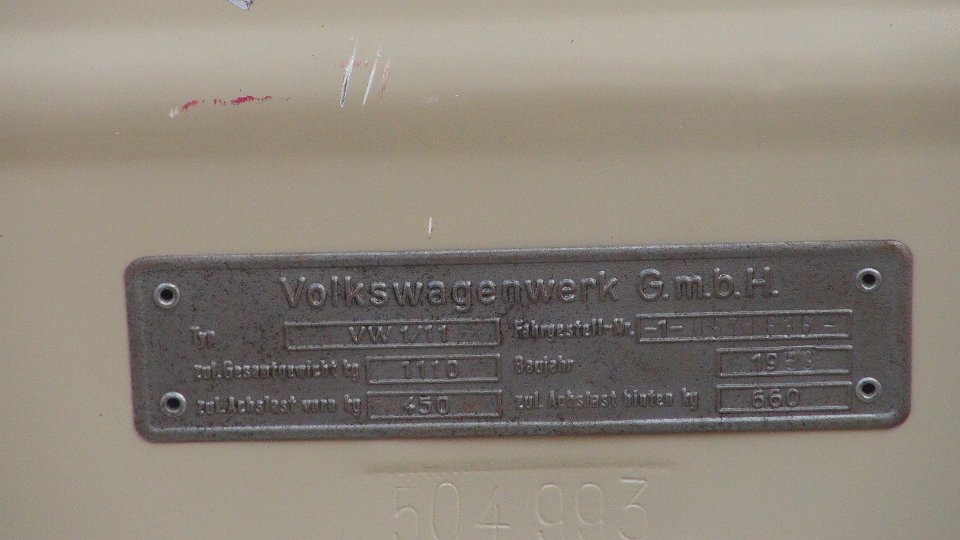 Volkswagenwerk G.m.b.H.
Typ VW 1/11 Fahrgestell-Nr. -1-
zul. Gesamtgewicht kg 1110 Baujahr
zul. Achslast vorn kg 450 zul. Achslast hinten kg 560
504 993